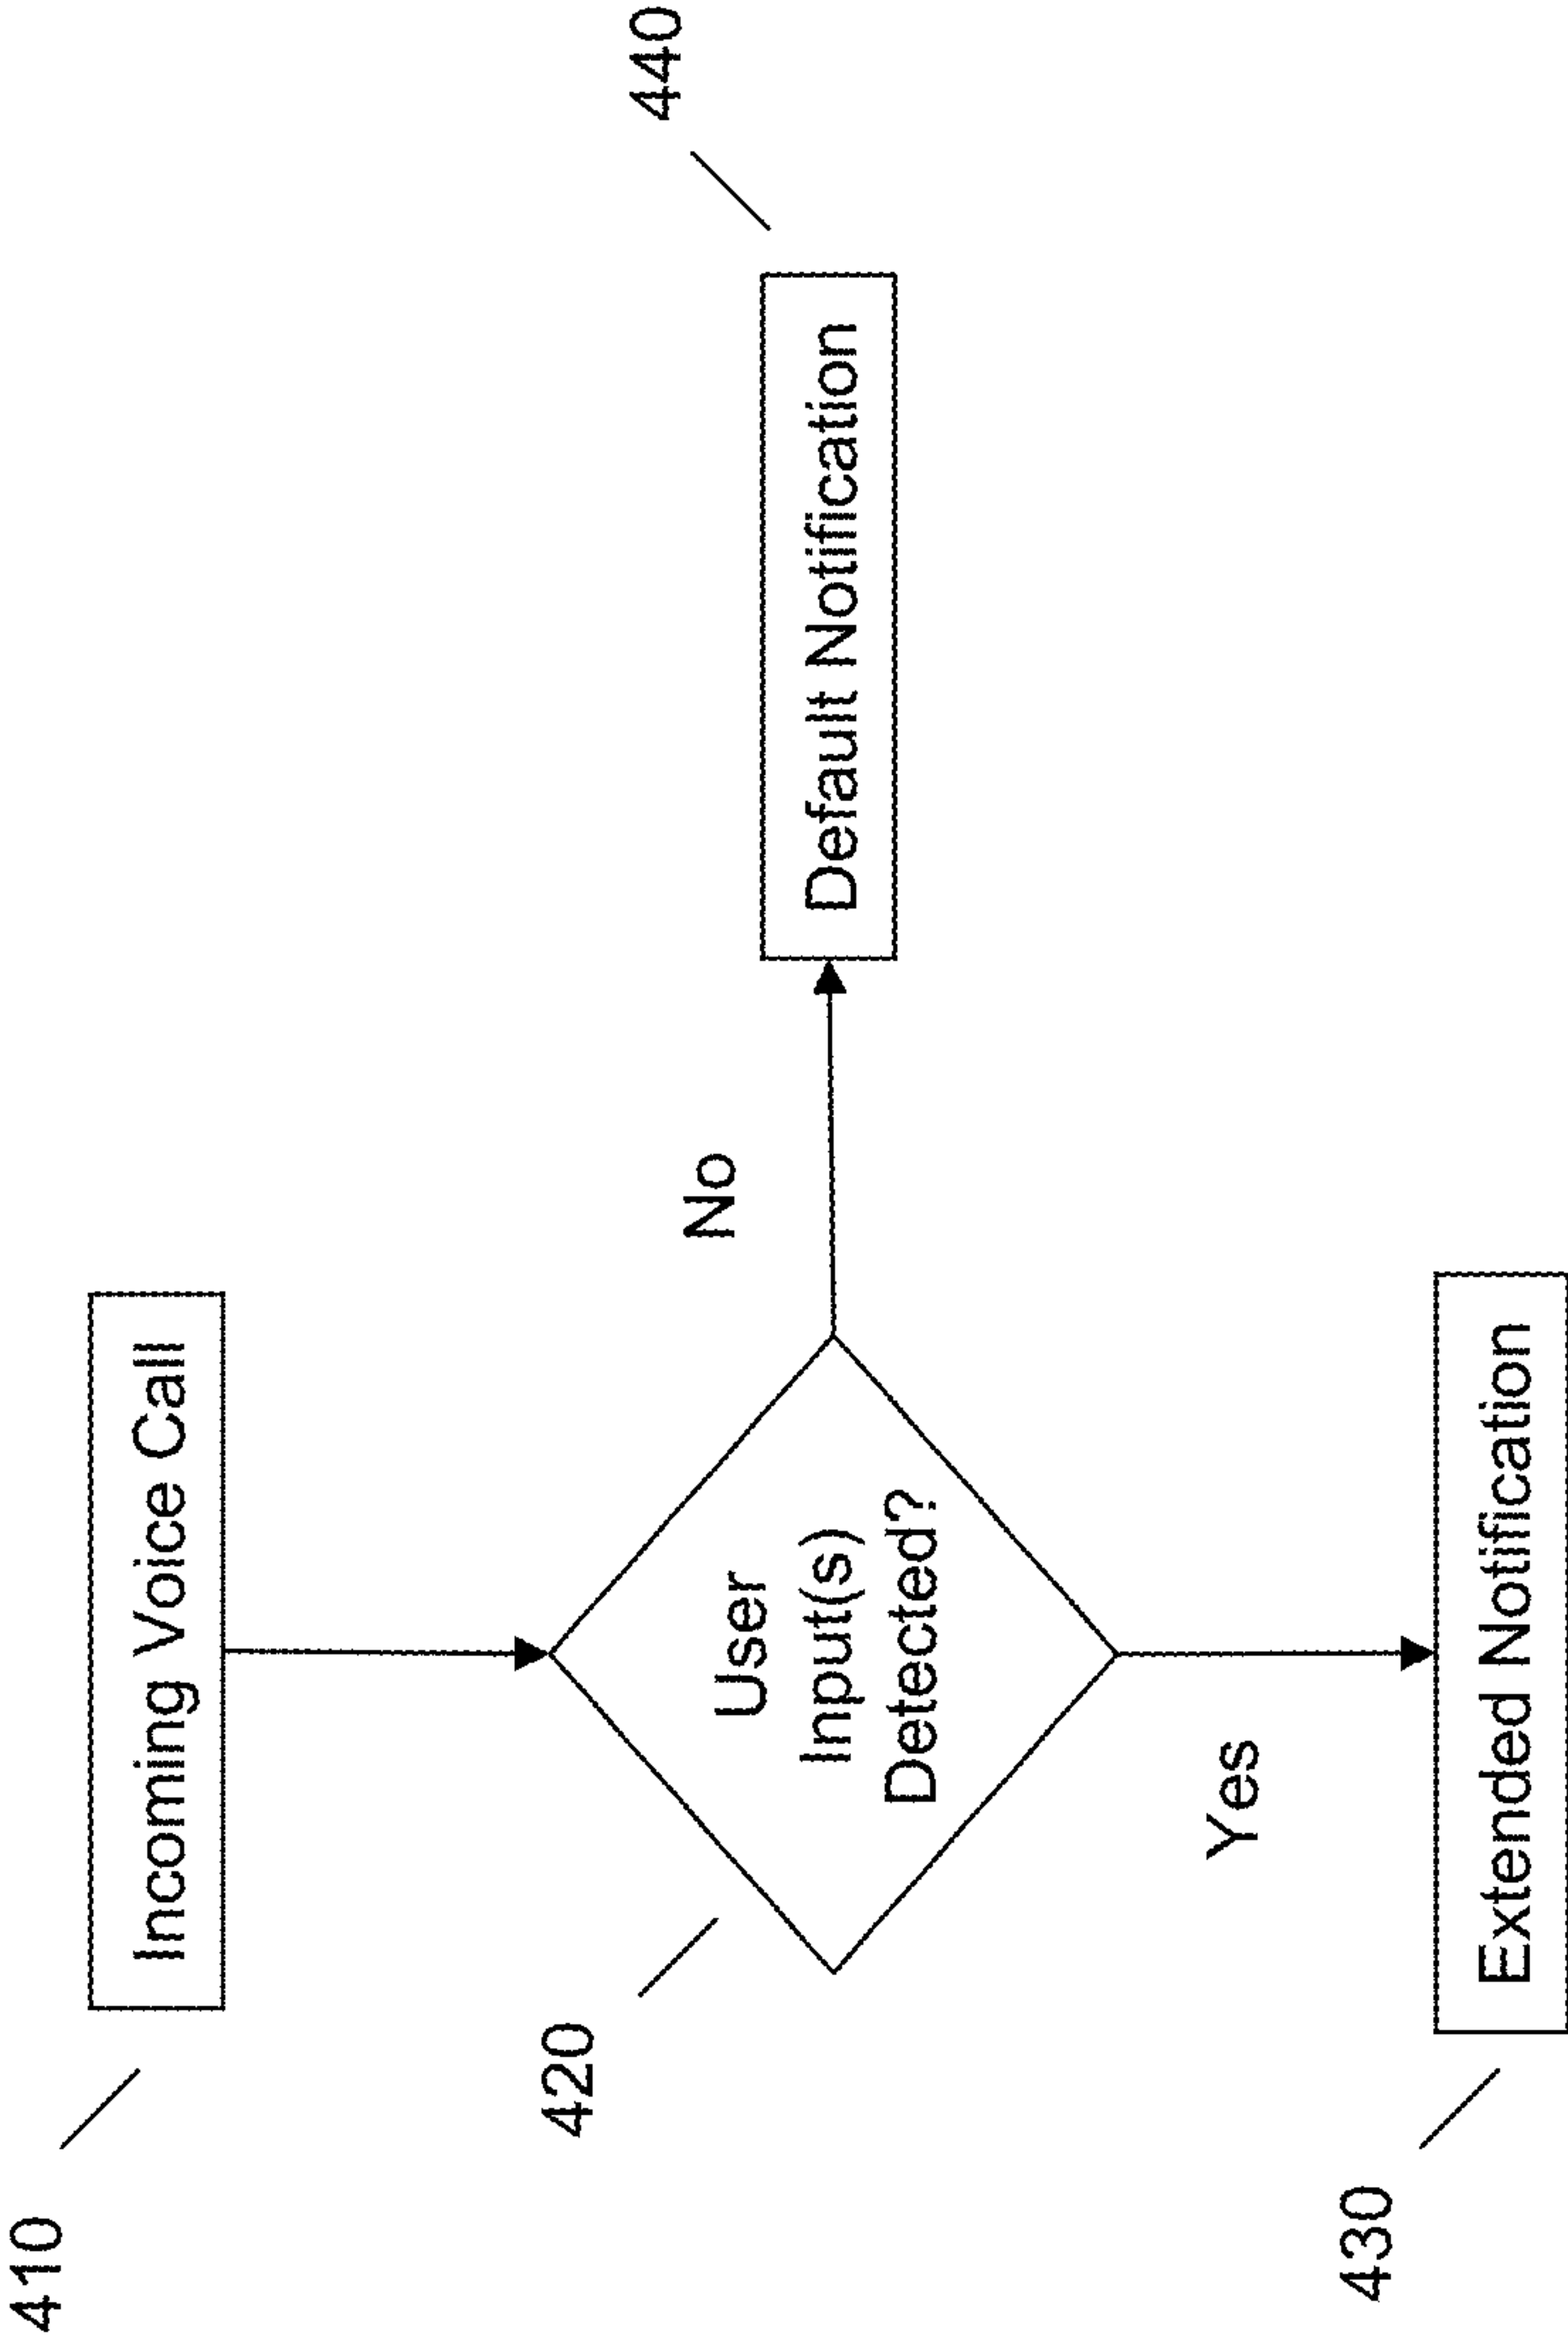 410
Incoming Voice Call
420
User
Input(s)
Detected?
No
Default Notification
440
Yes
430
Extended Notification